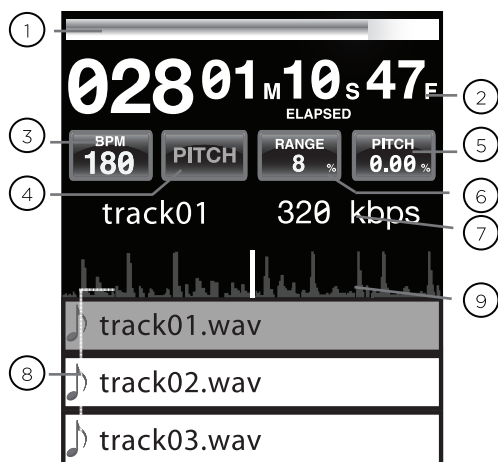 1
028 01 M 10 S 47 F
ELAPSED
2
3
BPM
180
PITCH
RANGE
8 %
PITCH
0.00 %
5
4
6
track01 320 kbps
7
9
track01.wav
8
track02.wav
track03.wav